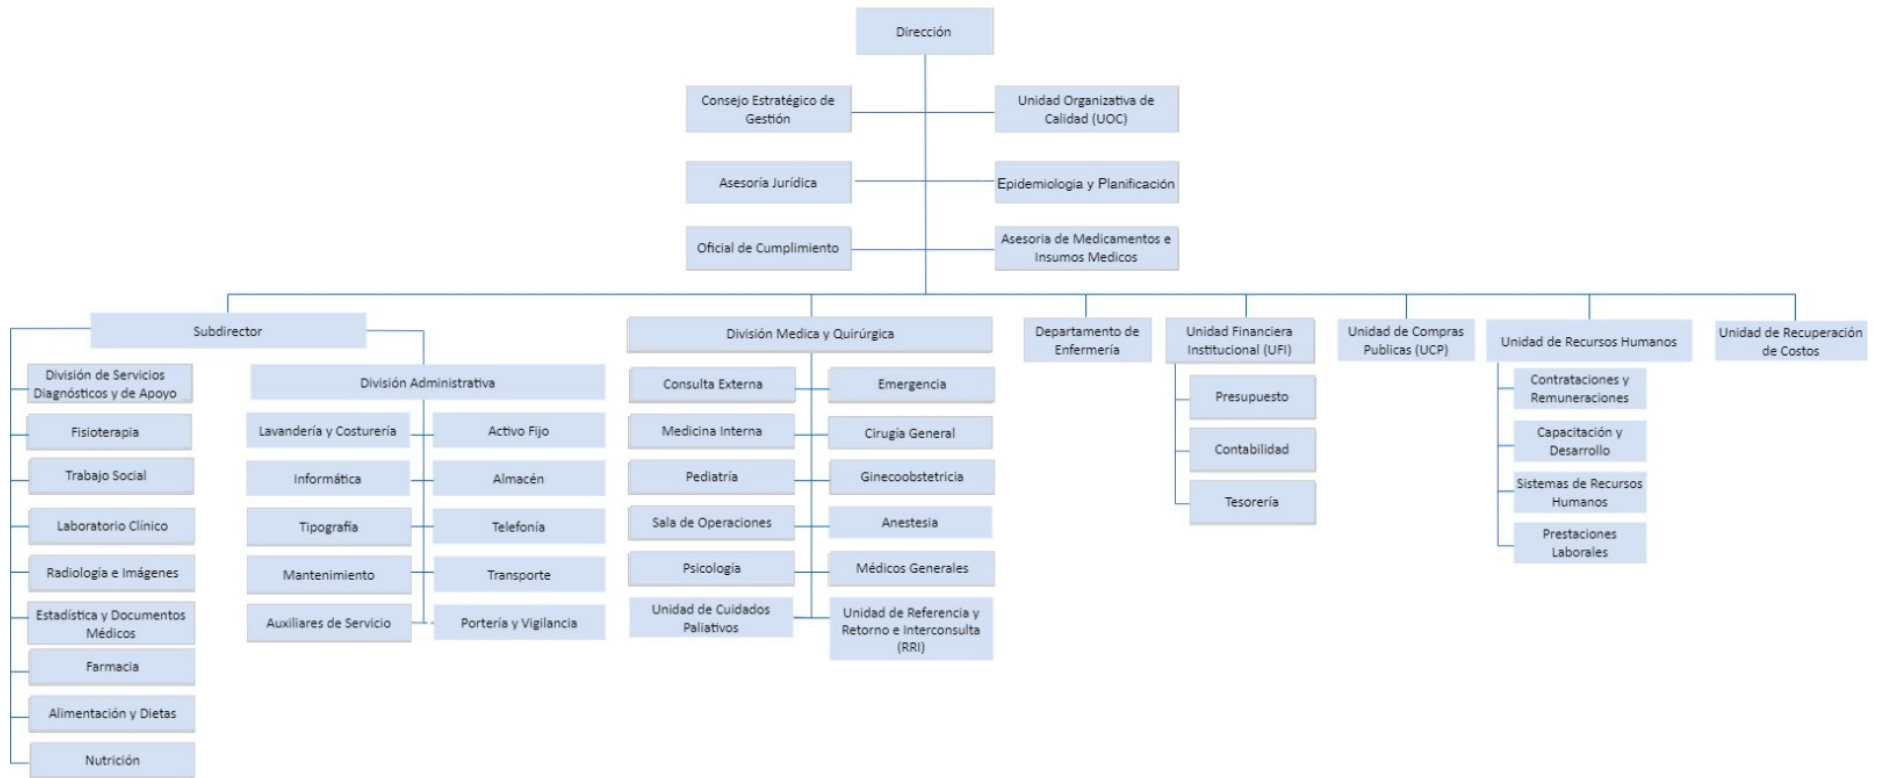 Dirección
Consejo Estratégico de
Gestión
Unidad Organizativa de
Calidad (UOC)
Asesoría Jurídica
Epidemiologia y Planificación
Oficial de Cumplimiento
Asesoria de Medicamentos e
Insumos Medicos
Subdirector
División de Servicios
Diagnósticos y de Apoyo
Fisioterapia
Trabajo Social
Laboratorio Clínico
Radiología e Imágenes
Estadística y Documentos
Médicos
Farmacia
Alimentación y Dietas
Nutrición
División Administrativa
Lavandería y Costurería
Activo Fijo
Informática
Almacén
Tipografía
Telefonía
Mantenimiento
Transporte
Auxiliares de Servicio
Portería y Vigilancia
División Medica y Quirúrgica
Consulta Externa
Emergencia
Medicina Interna
Cirugía General
Pediatría
Ginecoobstetricia
Sala de Operaciones
Anestesia
Psicología
Médicos Generales
Unidad de Cuidados
Paliativos
Unidad de Referencia y
Retorno e Interconsulta
(RRI)
Departamento de
Enfermería
Unidad Financiera
Institucional (UFI)
Presupuesto
Contabilidad
Tesorería
Unidad de Compras
Publicas (UCP)
Unidad de Recursos Humanos
Contrataciones y
Remuneraciones
Capacitación y
Desarrollo
Sistemas de Recursos
Humanos
Prestaciones
Laborales
Unidad de Recuperación
de Costos